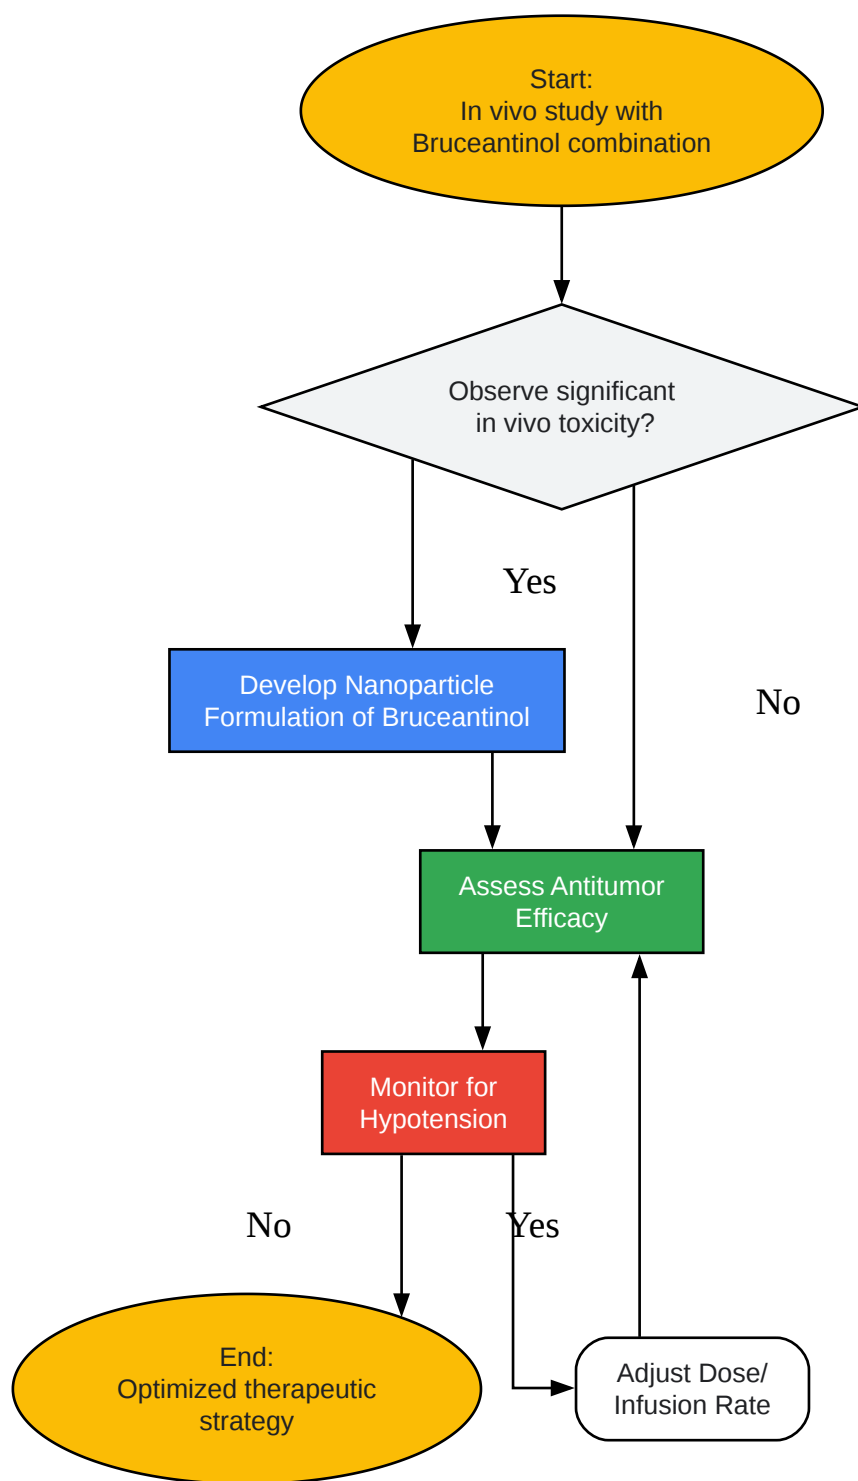 Start:
In vivo study with
Bruceantinol combination
Observe significant
in vivo toxicity?
Yes
Develop Nanoparticle
Formulation of Bruceantinol
No
Assess Antitumor
Efficacy
Monitor for
Hypotension
No
Yes
End:
Optimized therapeutic
strategy
Adjust Dose/
Infusion Rate